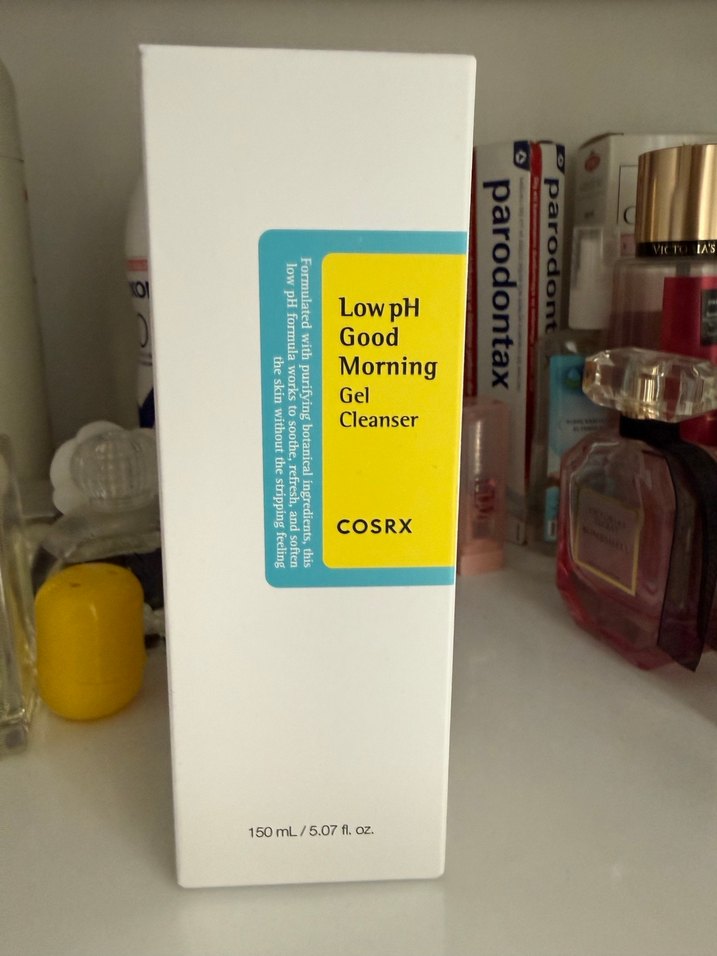 Low pH
Good
Morning
Gel
Cleanser
COSRX
Formulated with purifying botanical ingredients, this
low pH formula works to soothe, refresh, and soften
the skin without the stripping feeling
150 mL / 5.07 fl. oz.
parodontax
parodont
VICTORIA'S